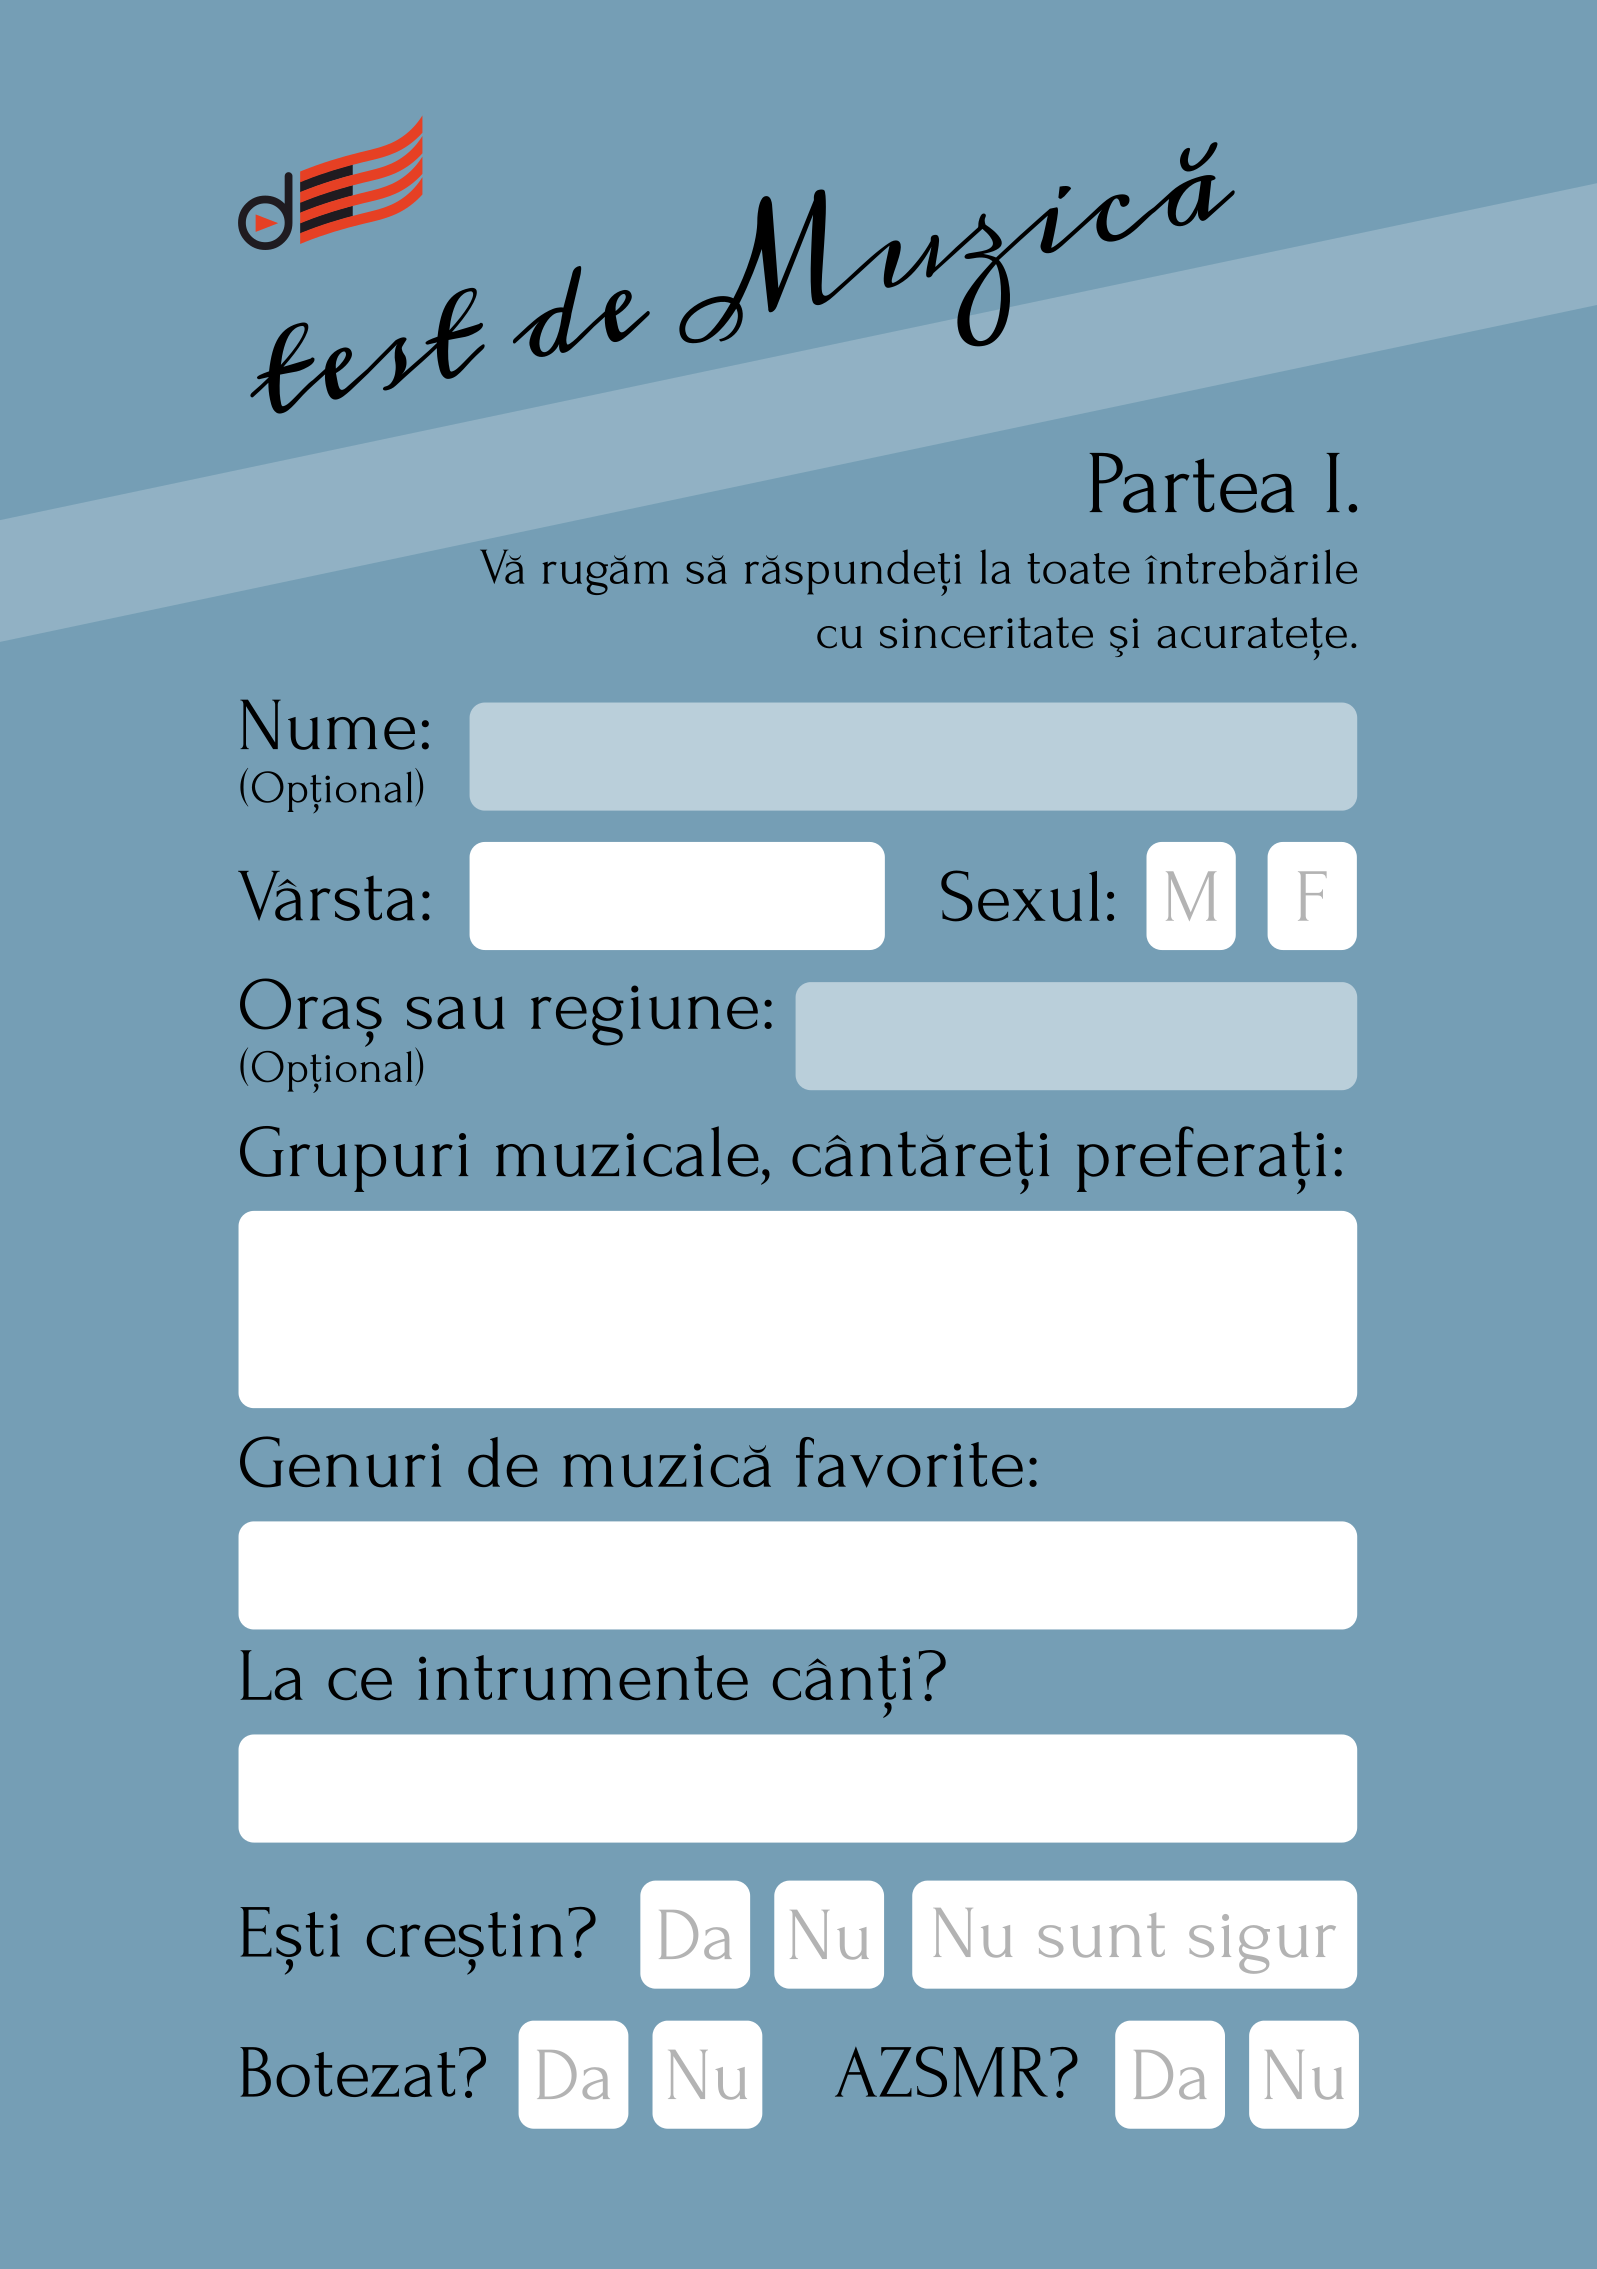 test de Muzică
Partea I.
Vă rugăm să răspundeți la toate întrebările
cu sinceritate şi acuratețe.
Nume:
(Opțional)
Vârsta: Sexul: M F
Oraș sau regiune:
(Opțional)
Grupuri muzicale, cântăreți preferați:
Genuri de muzică favorite:
La ce intrumente cânți?
Ești creștin? Da Nu Nu sunt sigur
Botezat? Da Nu AZSMR? Da Nu